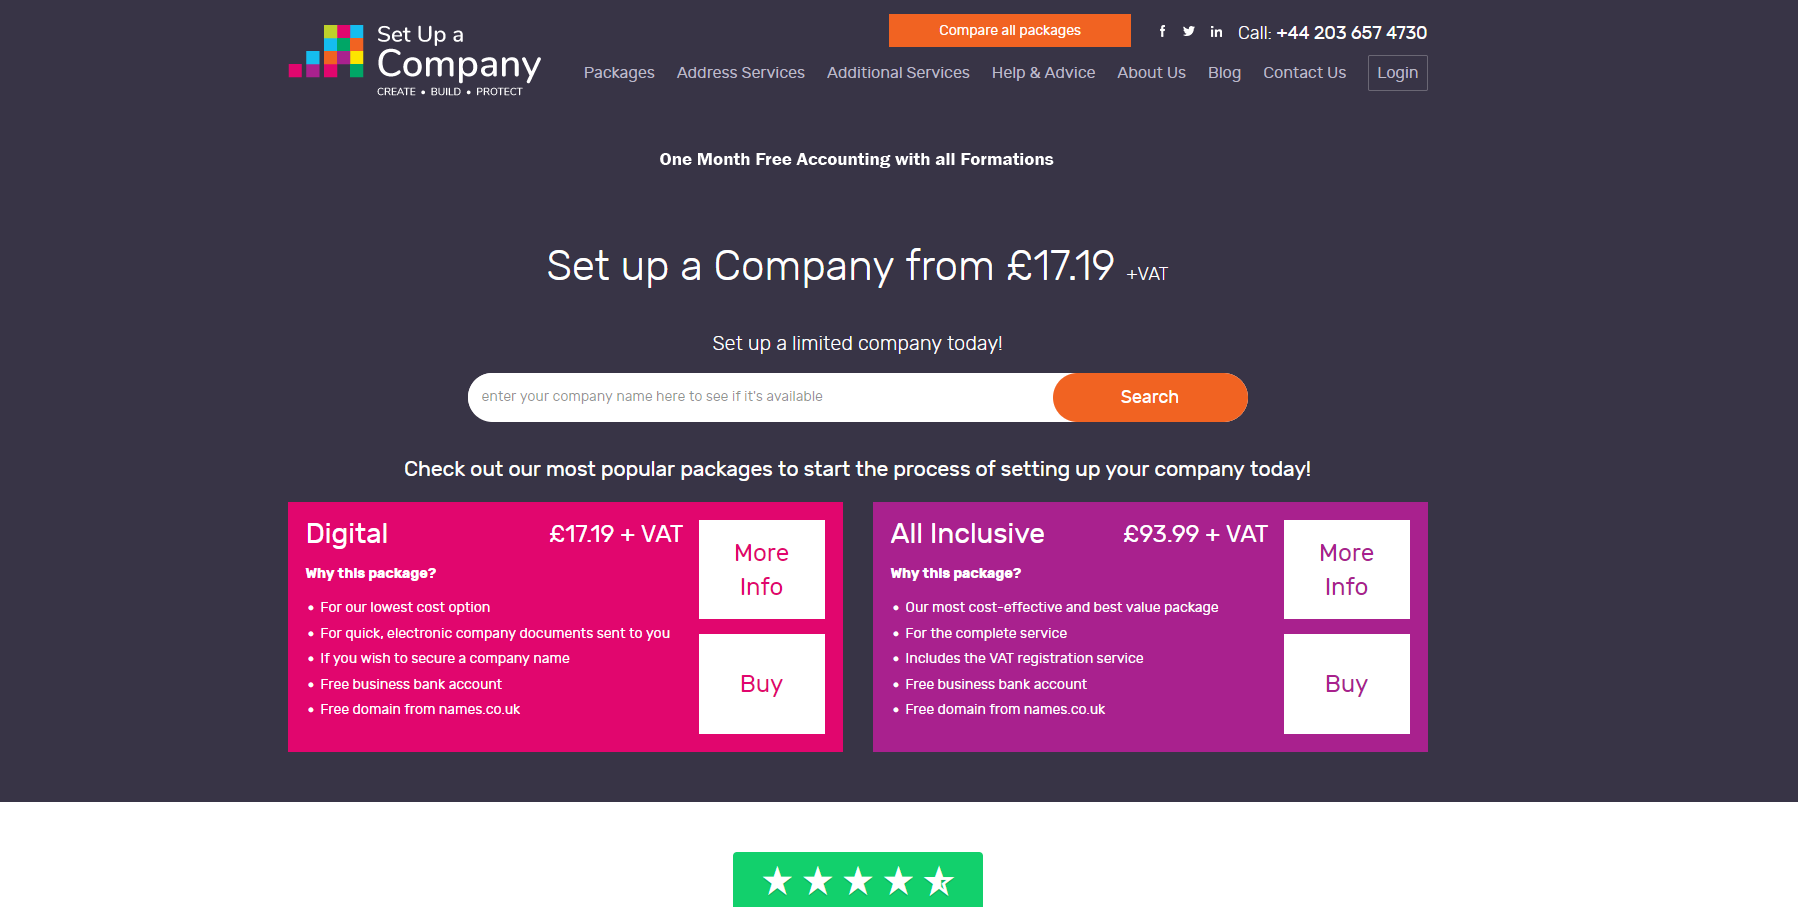 Set Up a
Company
CREATE • BUILD • PROTECT
Compare all packages
Call: +44 203 657 4730
Packages Address Services Additional Services Help & Advice About Us Blog Contact Us Login
One Month Free Accounting with all Formations
Set up a Company from £17.19 +VAT
Set up a limited company today!
enter your company name here to see if it's available
Search
Check out our most popular packages to start the process of setting up your company today!
Digital £17.19 + VAT
Why this package?
• For our lowest cost option
• For quick, electronic company documents sent to you
• If you wish to secure a company name
• Free business bank account
• Free domain from names.co.uk
More
Info
Buy
All Inclusive £93.99 + VAT
Why this package?
• Our most cost-effective and best value package
• For the complete service
• Includes the VAT registration service
• Free business bank account
• Free domain from names.co.uk
More
Info
Buy